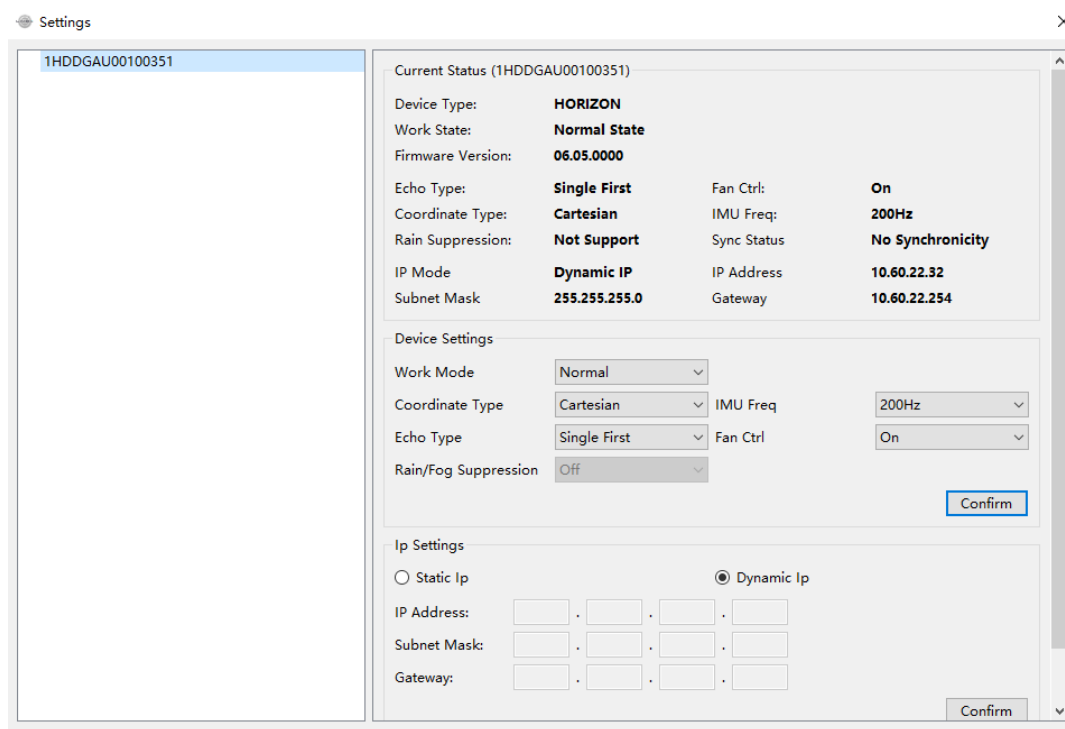 Settings
1HDDGAU00100351
Current Status (1HDDGAU00100351)
Device Type: HORIZON
Work State: Normal State
Firmware Version: 06.05.0000
Echo Type: Single First Fan Ctrl: On
Coordinate Type: Cartesian IMU Freq: 200Hz
Rain Suppression: Not Support Sync Status No Synchronicity
IP Mode Dynamic IP IP Address 10.60.22.32
Subnet Mask 255.255.255.0 Gateway 10.60.22.254
Device Settings
Work Mode Normal
Coordinate Type Cartesian IMU Freq 200Hz
Echo Type Single First Fan Ctrl On
Rain/Fog Suppression Off
Confirm
Ip Settings
Static Ip Dynamic Ip
IP Address: . . .
Subnet Mask: . . .
Gateway: . . .
Confirm